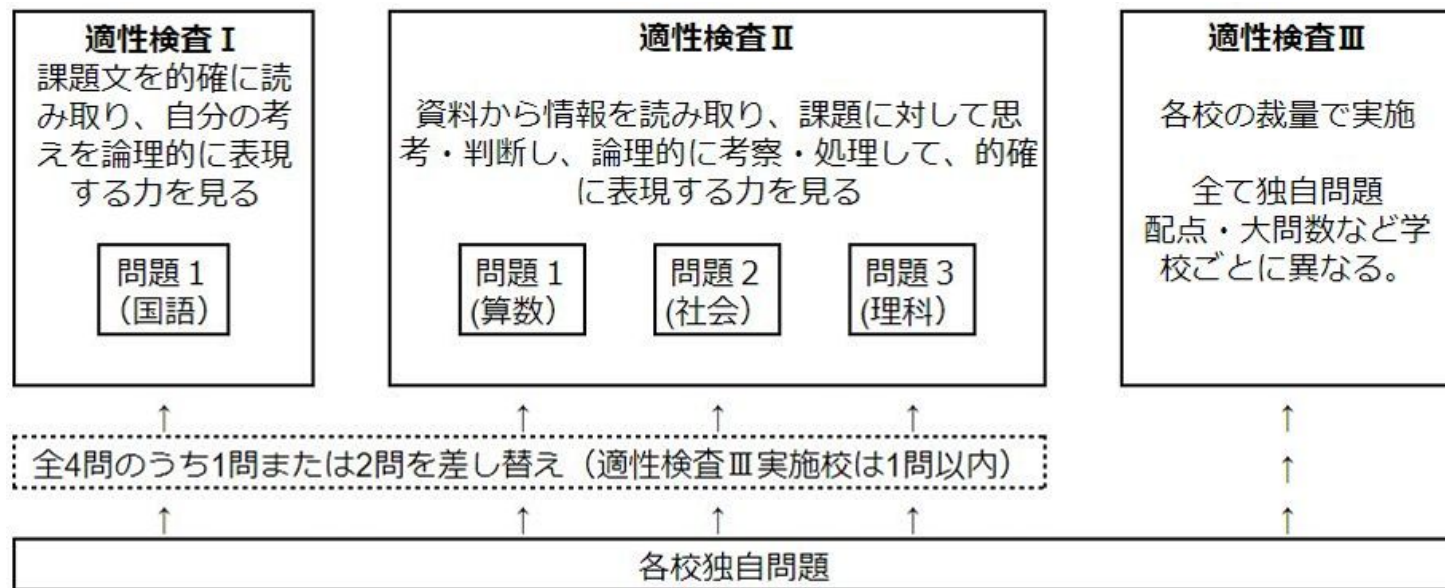 適性検査Ⅰ
課題文を的確に読
み取り、自分の考
えを論理的に表現
する力を見る
問題１
（国語）
適性検査Ⅱ
資料から情報を読み取り、課題に対して思
考・判断し、論理的に考察・処理して、的確
に表現する力を見る
問題１
(算数）
問題２
(社会）
問題３
(理科）
適性検査Ⅲ
各校の裁量で実施
全て独自問題
配点・大問数など学
校ごとに異なる。
↑ ↑ ↑ ↑ ↑
全4問のうち1問または2問を差し替え（適性検査Ⅲ実施校は1問以内）
↑
↑ ↑ ↑ ↑ ↑
各校独自問題